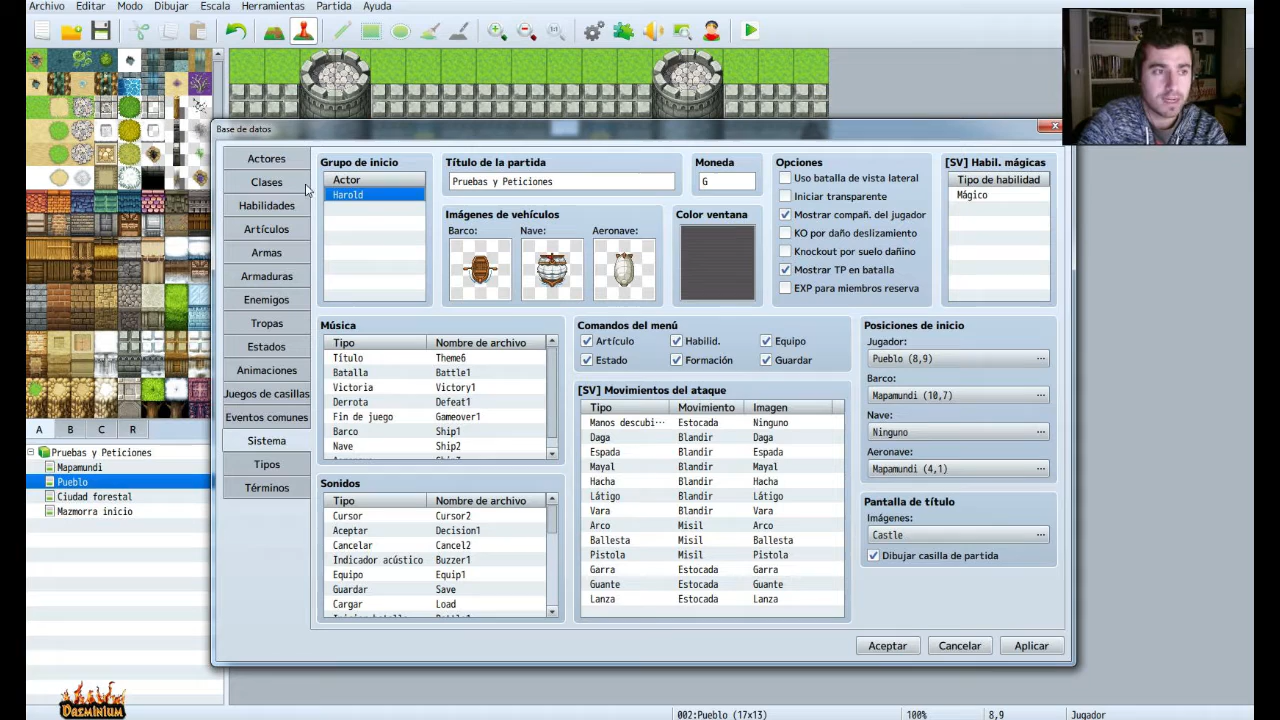 Archivo Editar Modo Dibujar Escala Herramientas Partida Ayuda
Base de datos
Actores
Clases
Habilidades
Artículos
Armas
Armaduras
Enemigos
Tropas
Estados
Animaciones
Juegos de casillas
Eventos comunes
Sistema
Tipos
Términos
Grupo de inicio
Actor
Harold
Título de la partida
Pruebas y Peticiones
Moneda
G
Imágenes de vehículos
Barco: Nave: Aeronave:
Color ventana
Opciones
Uso batalla de vista lateral
Iniciar transparente
Mostrar compañ. del jugador
KO por daño deslizamiento
Knockout por suelo dañino
Mostrar TP en batalla
EXP para miembros reserva
[SV] Habil. mágicas
Tipo de habilidad
Mágico
Música
Tipo Nombre de archivo
Título Theme6
Batalla Battle1
Victoria Victory1
Derrota Defeat1
Fin de juego Gameover1
Barco Ship1
Nave Ship2
Sonidos
Tipo Nombre de archivo
Cursor Cursor2
Aceptar Decision1
Cancelar Cancel2
Indicador acústico Buzzer1
Equipo Equip1
Guardar Save
Cargar Load
Comandos del menú
Artículo Habilid. Equipo
Estado Formación Guardar
[SV] Movimientos del ataque
Tipo Movimiento Imagen
Manos descubi··· Estocada Ninguno
Daga Blandir Daga
Espada Blandir Espada
Mayal Blandir Mayal
Hacha Blandir Hacha
Látigo Blandir Látigo
Vara Blandir Vara
Arco Misil Arco
Ballesta Misil Ballesta
Pistola Misil Pistola
Garra Estocada Garra
Guante Estocada Guante
Lanza Estocada Lanza
Posiciones de inicio
Jugador:
Pueblo (8,9) ···
Barco:
Mapamundi (10,7) ···
Nave:
Ninguno ···
Aeronave:
Mapamundi (4,1) ···
Pantalla de título
Imágenes:
Castle ···
Dibujar casilla de partida
Aceptar Cancelar Aplicar
A B C R
Pruebas y Peticiones
Mapamundi
Pueblo
Ciudad forestal
Mazmorra inicio
DAEMINIUM
002:Pueblo (17x13) 100% 8,9 Jugador